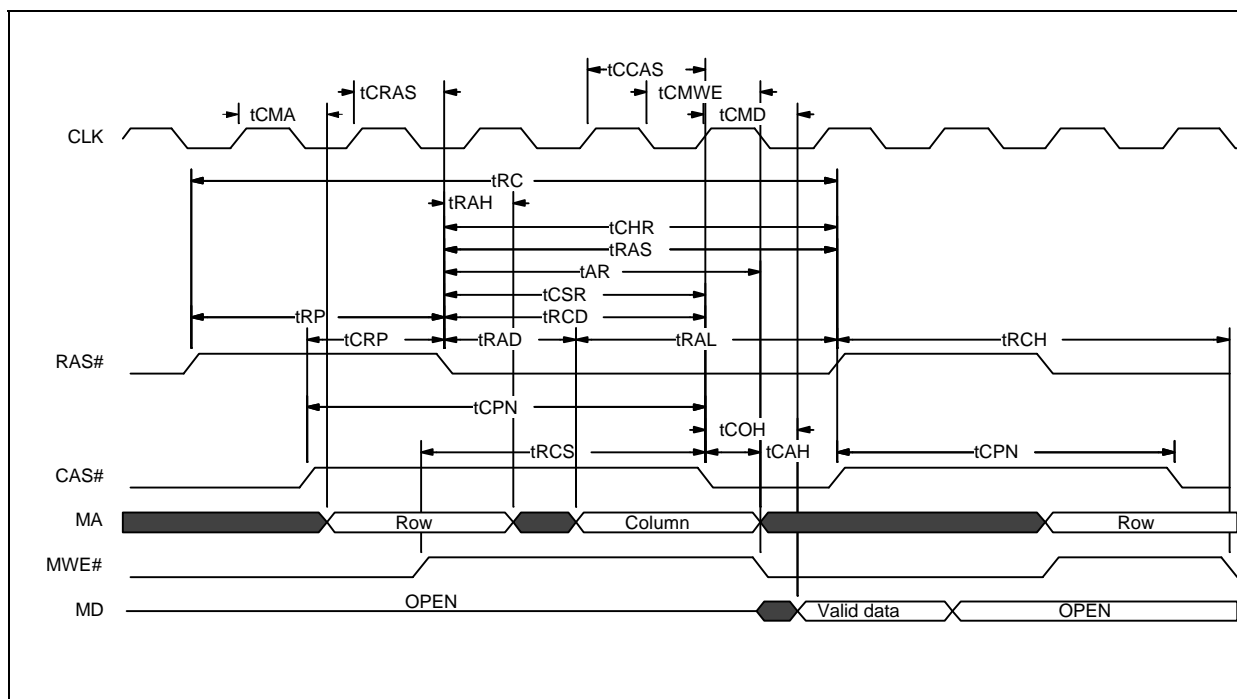 tCCAS
tCRAS tCMWE
tCMA tCMD
CLK
tRC
tRAH
tCHR
tRAS
tAR
tCSR
tRP tRCD
tCRP tRAD tRAL tRCH
RAS#
tCPN
tCOH
tRCS tCAH tCPN
CAS#
MA Row Column Row
MWE#
OPEN
MD Valid data OPEN